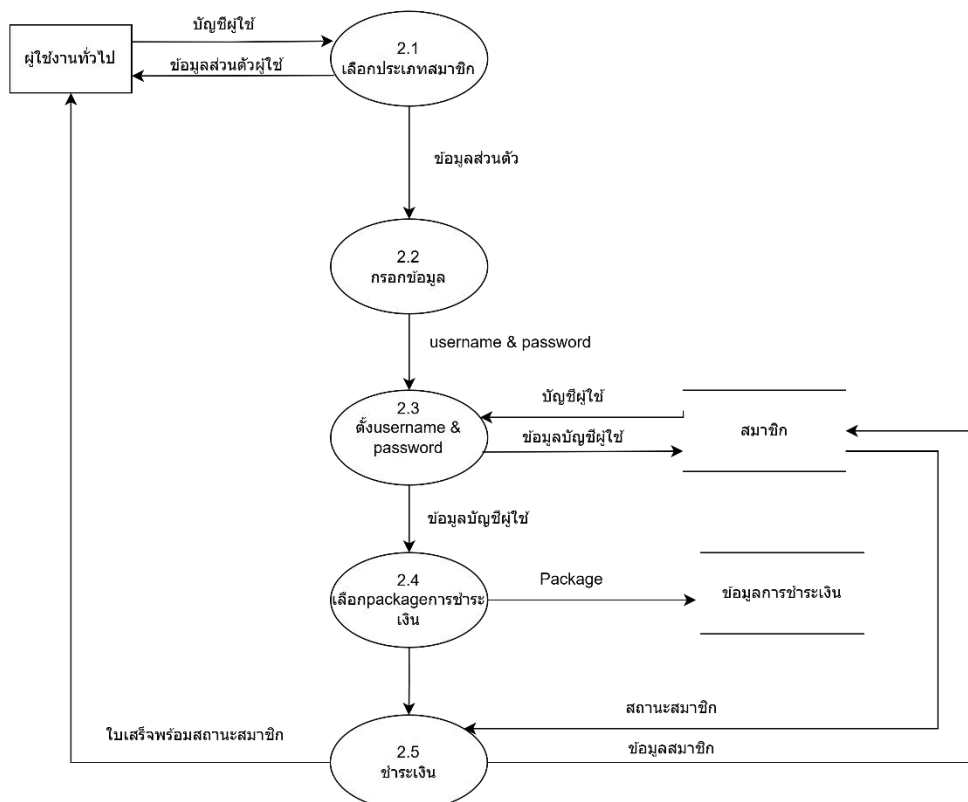 บัญชีผู้ใช้
ผู้ใช้งานทั่วไป
ข้อมูลส่วนตัวผู้ใช้
2.1
เลือกประเภทสมาชิก
ข้อมูลส่วนตัว
2.2
กรอกข้อมูล
username & password
2.3
ตั้งusername &
password
บัญชีผู้ใช้
ข้อมูลบัญชีผู้ใช้
สมาชิก
ข้อมูลบัญชีผู้ใช้
2.4
เลือกpackageการชำระ
เงิน
Package
ข้อมูลการชำระเงิน
สถานะสมาชิก
ใบเสร็จพร้อมสถานะสมาชิก
2.5
ชำระเงิน
ข้อมูลสมาชิก